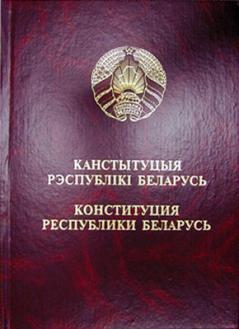 КАНСТЫТУЦЫЯ
РЭСПУБЛІКІ БЕЛАРУСЬ
КОНСТИТУЦИЯ
РЕСПУБЛИКИ БЕЛАРУСЬ